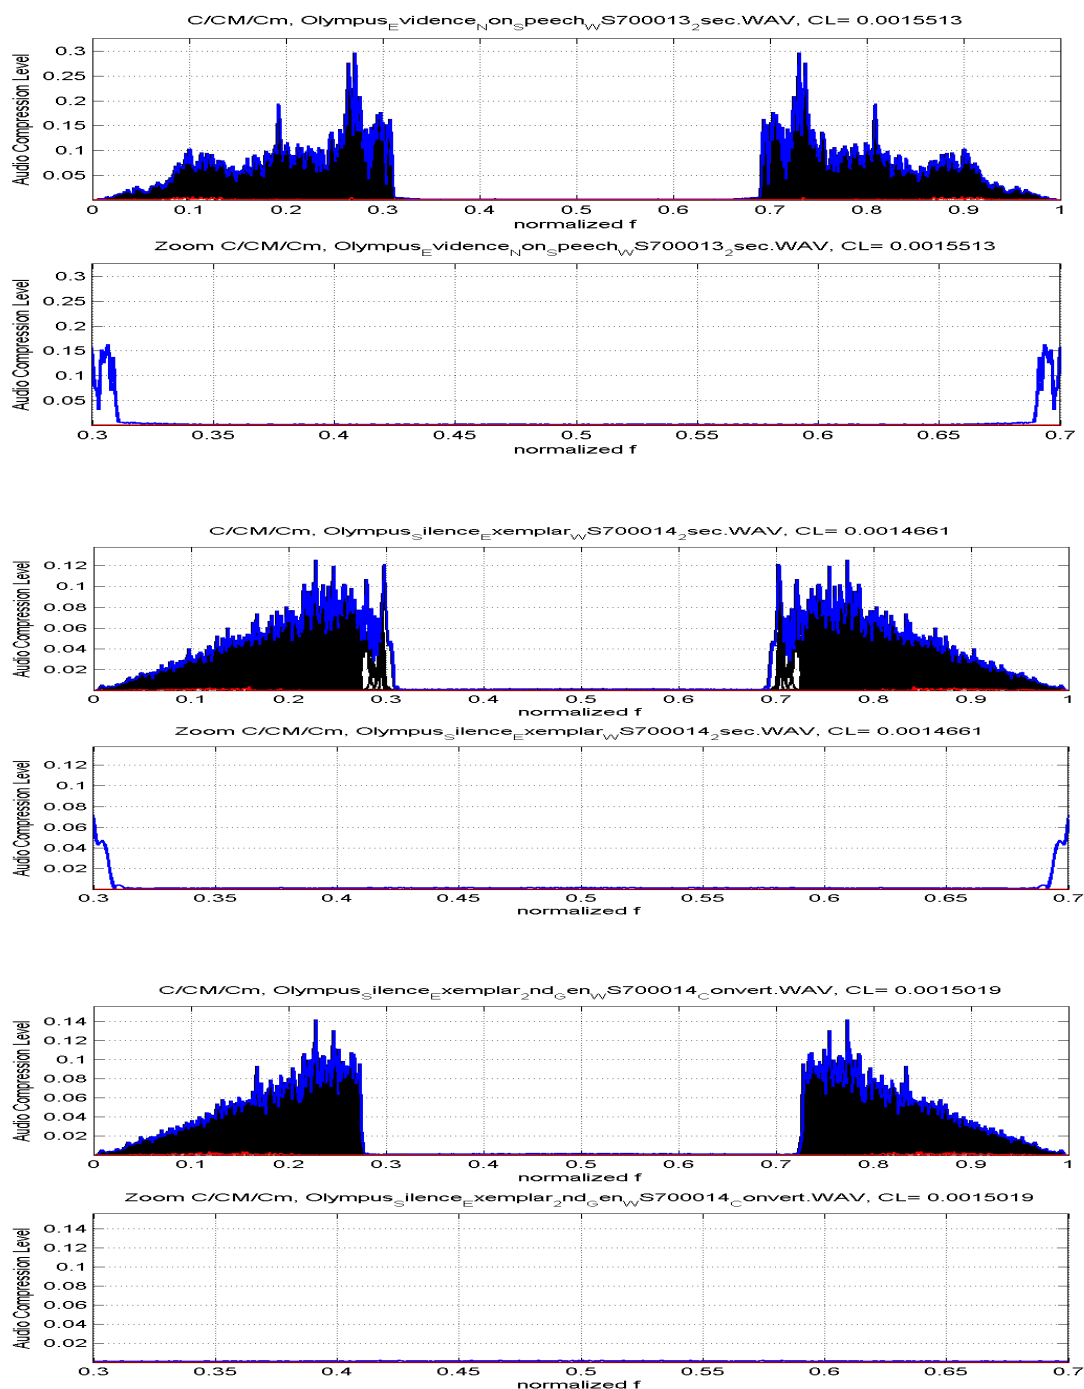 C/CM/Cm, Olympus_Evidence_Non_Speech_WS700013_2sec.WAV, CL= 0.0015513
Audio Compression Level
0.3
0.25
0.2
0.15
0.1
0.05
0 0.1 0.2 0.3 0.4 0.5 0.6 0.7 0.8 0.9 1
normalized f
Zoom C/CM/Cm, Olympus_Evidence_Non_Speech_WS700013_2sec.WAV, CL= 0.0015513
Audio Compression Level
0.3
0.25
0.2
0.15
0.1
0.05
0.3 0.35 0.4 0.45 0.5 0.55 0.6 0.65 0.7
normalized f
C/CM/Cm, Olympus_Silence_Exemplar_WS700014_2sec.WAV, CL= 0.0014661
Audio Compression Level
0.12
0.1
0.08
0.06
0.04
0.02
0 0.1 0.2 0.3 0.4 0.5 0.6 0.7 0.8 0.9 1
normalized f
Zoom C/CM/Cm, Olympus_Silence_Exemplar_WS700014_2sec.WAV, CL= 0.0014661
Audio Compression Level
0.12
0.1
0.08
0.06
0.04
0.02
0.3 0.35 0.4 0.45 0.5 0.55 0.6 0.65 0.7
normalized f
C/CM/Cm, Olympus_Silence_Exemplar_2nd_Gen_WS700014_Convert.WAV, CL= 0.0015019
Audio Compression Level
0.14
0.12
0.1
0.08
0.06
0.04
0.02
0 0.1 0.2 0.3 0.4 0.5 0.6 0.7 0.8 0.9 1
normalized f
Zoom C/CM/Cm, Olympus_Silence_Exemplar_2nd_Gen_WS700014_Convert.WAV, CL= 0.0015019
Audio Compression Level
0.14
0.12
0.1
0.08
0.06
0.04
0.02
0.3 0.35 0.4 0.45 0.5 0.55 0.6 0.65 0.7
normalized f